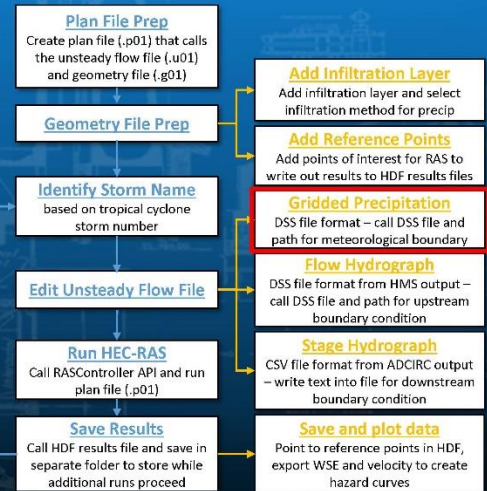 Plan File Prep
Create plan file (.p01) that calls
the unsteady flow file (.u01)
and geometry file (.g01)
Geometry File Prep
Add Infiltration Layer
Add infiltration layer and select
infiltration method for precip
Add Reference Points
Add points of interest for RAS to
write out results to HDF results files
Identify Storm Name
based on tropical cyclone
storm number
Edit Unsteady Flow File
Gridded Precipitation
DSS file format – call DSS file and
path for meteorological boundary
Flow Hydrograph
DSS file format from HMS output –
call DSS file and path for upstream
boundary condition
Stage Hydrograph
CSV file format from ADCIRC output
– write text into file for downstream
boundary condition
Run HEC-RAS
Call RASController API and run
plan file (.p01)
Save Results
Call HDF results file and save in
separate folder to store while
additional runs proceed
Save and plot data
Point to reference points in HDF,
export WSE and velocity to create
hazard curves